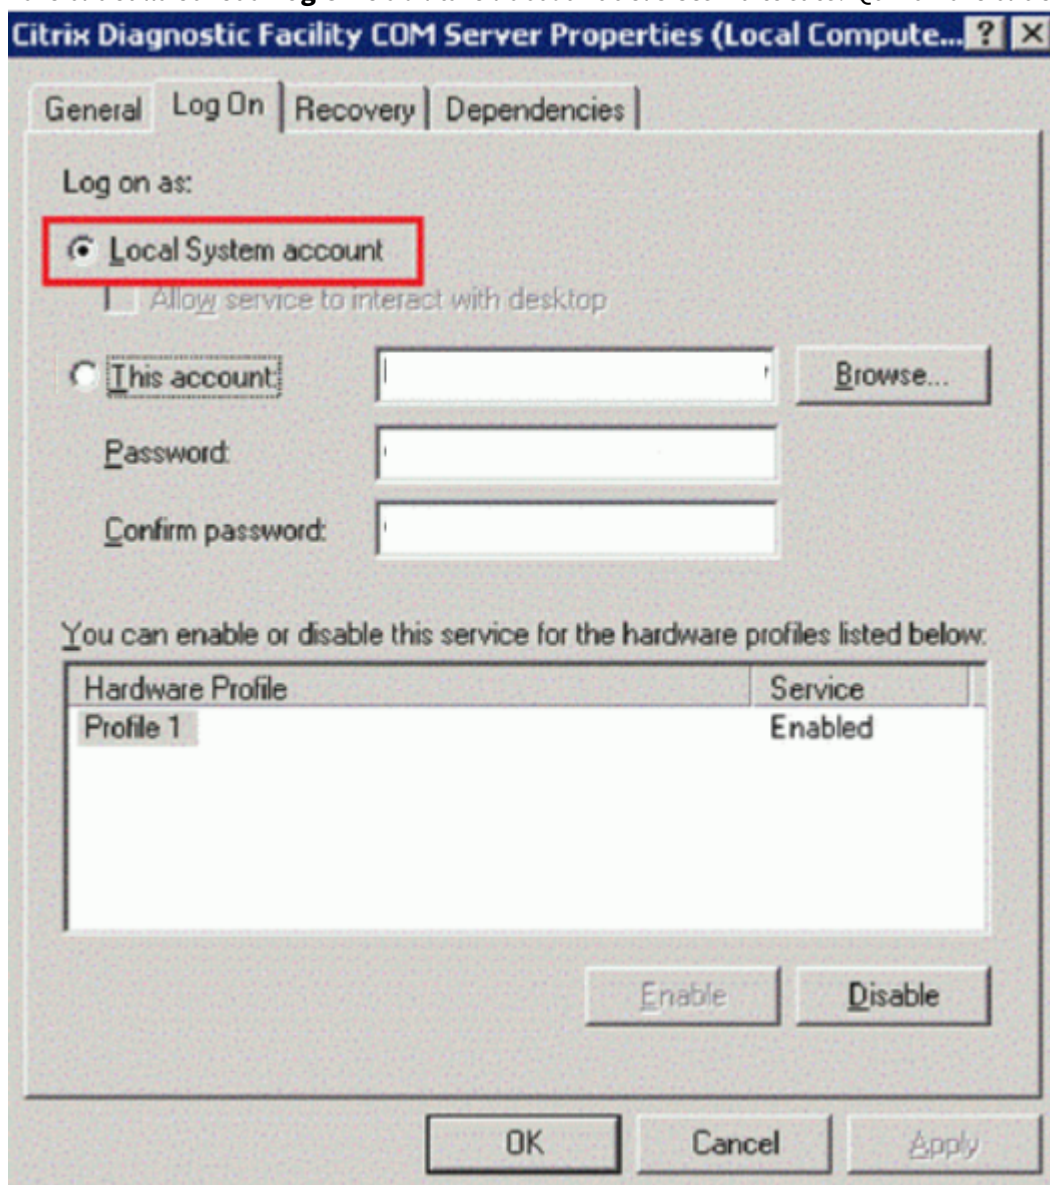 Citrix Diagnostic Facility COM Server Properties (Local Compute... ? X
General Log On Recovery Dependencies
Log on as:
Local System account
Allow service to interact with desktop
This account:
Browse...
Password:
Confirm password:
You can enable or disable this service for the hardware profiles listed below:
Hardware Profile Service
Profile 1 Enabled
Enable Disable
OK Cancel Apply